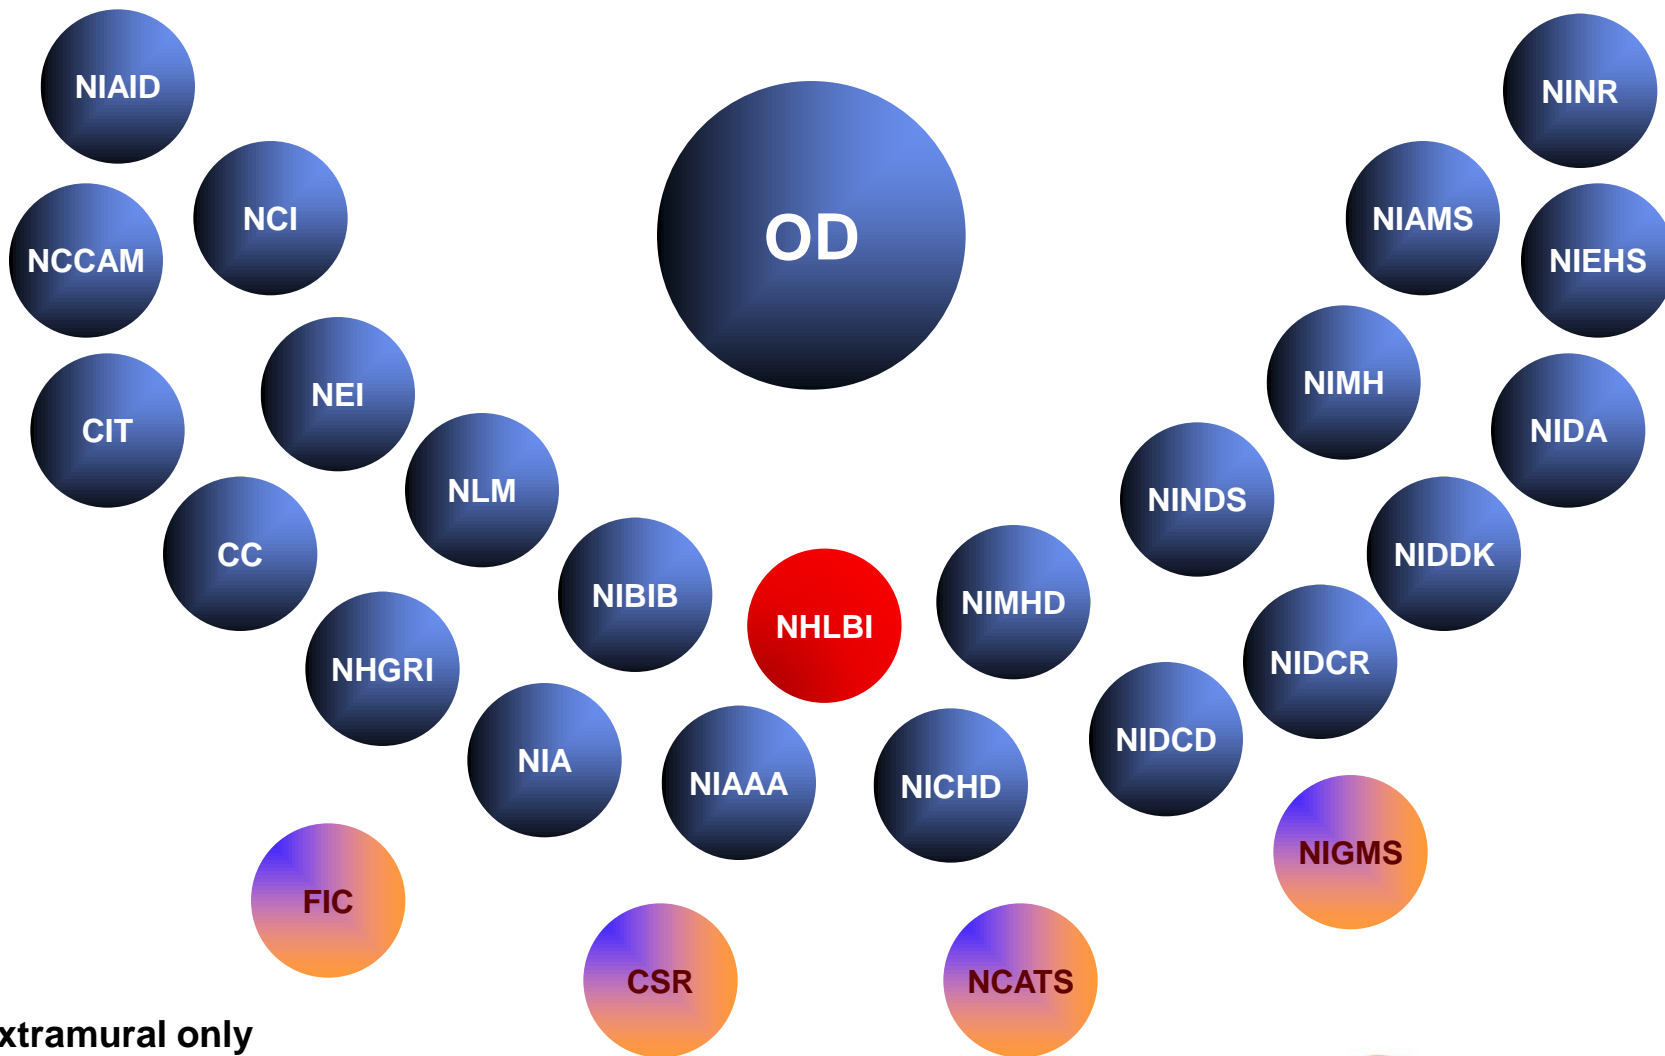 NIAID
NINR
NCI
OD
NIAMS
NCCAM
NIEHS
NEI
NIMH
CIT
NIDA
NLM
NINDS
CC
NIDDK
NIBIB
NIMHD
NHLBI
NHGRI
NIDCR
NIA
NIDCD
NIAAA
NICHD
NIGMS
FIC
CSR
NCATS
xtramural only